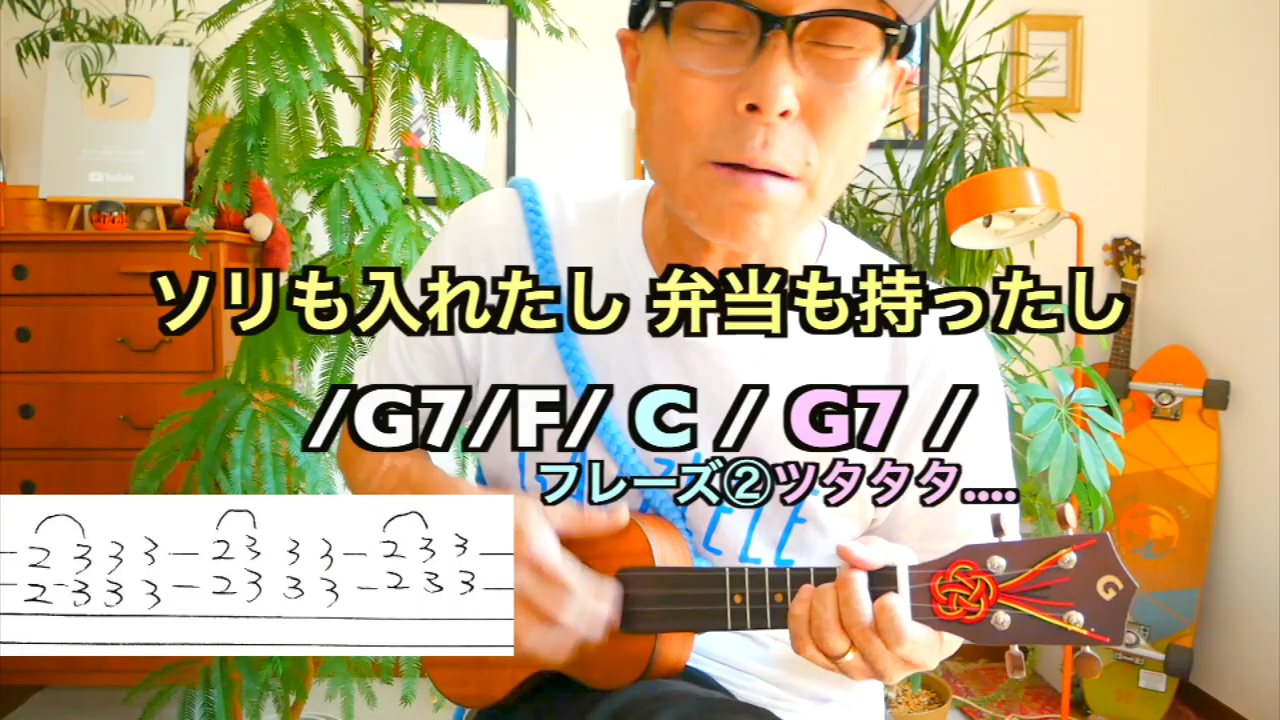 ソリも入れたし 弁当も持ったし
/G7/F/ C / G7 /
フレーズ②ツタタタ....
2 3 3 3 – 2 3 3 3 – 2 3 3
2 3 3 3 – 2 3 3 3 – 2 3 3
G
YouTube